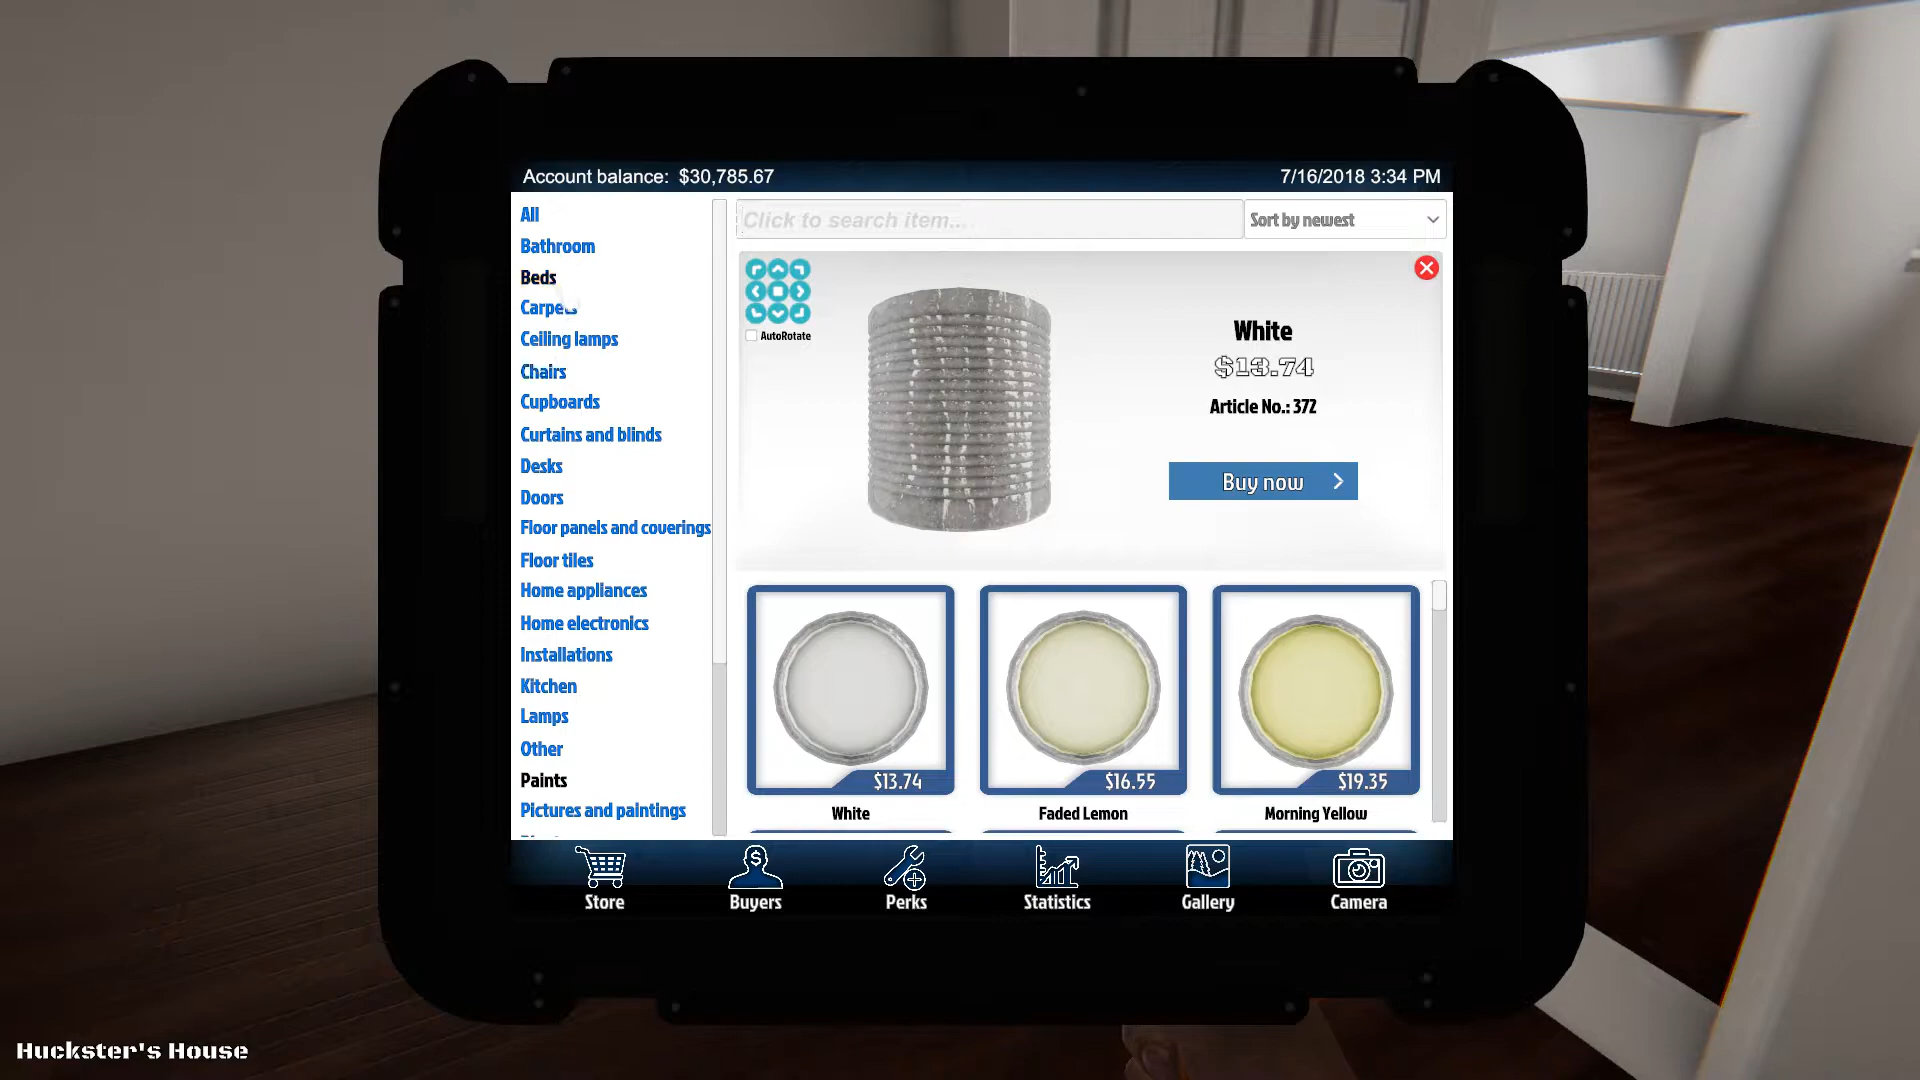 Account balance: $30,785.67
7/16/2018 3:34 PM
All
Bathroom
Beds
Carpets
Ceiling lamps
Chairs
Cupboards
Curtains and blinds
Desks
Doors
Floor panels and coverings
Floor tiles
Home appliances
Home electronics
Installations
Kitchen
Lamps
Other
Paints
Pictures and paintings
Click to search item...
Sort by newest
AutoRotate
White
$13.74
Article No.: 372
Buy now
$13.74
$16.55
$19.35
White
Faded Lemon
Morning Yellow
Store
Buyers
Perks
Statistics
Gallery
Camera
Huckster's House